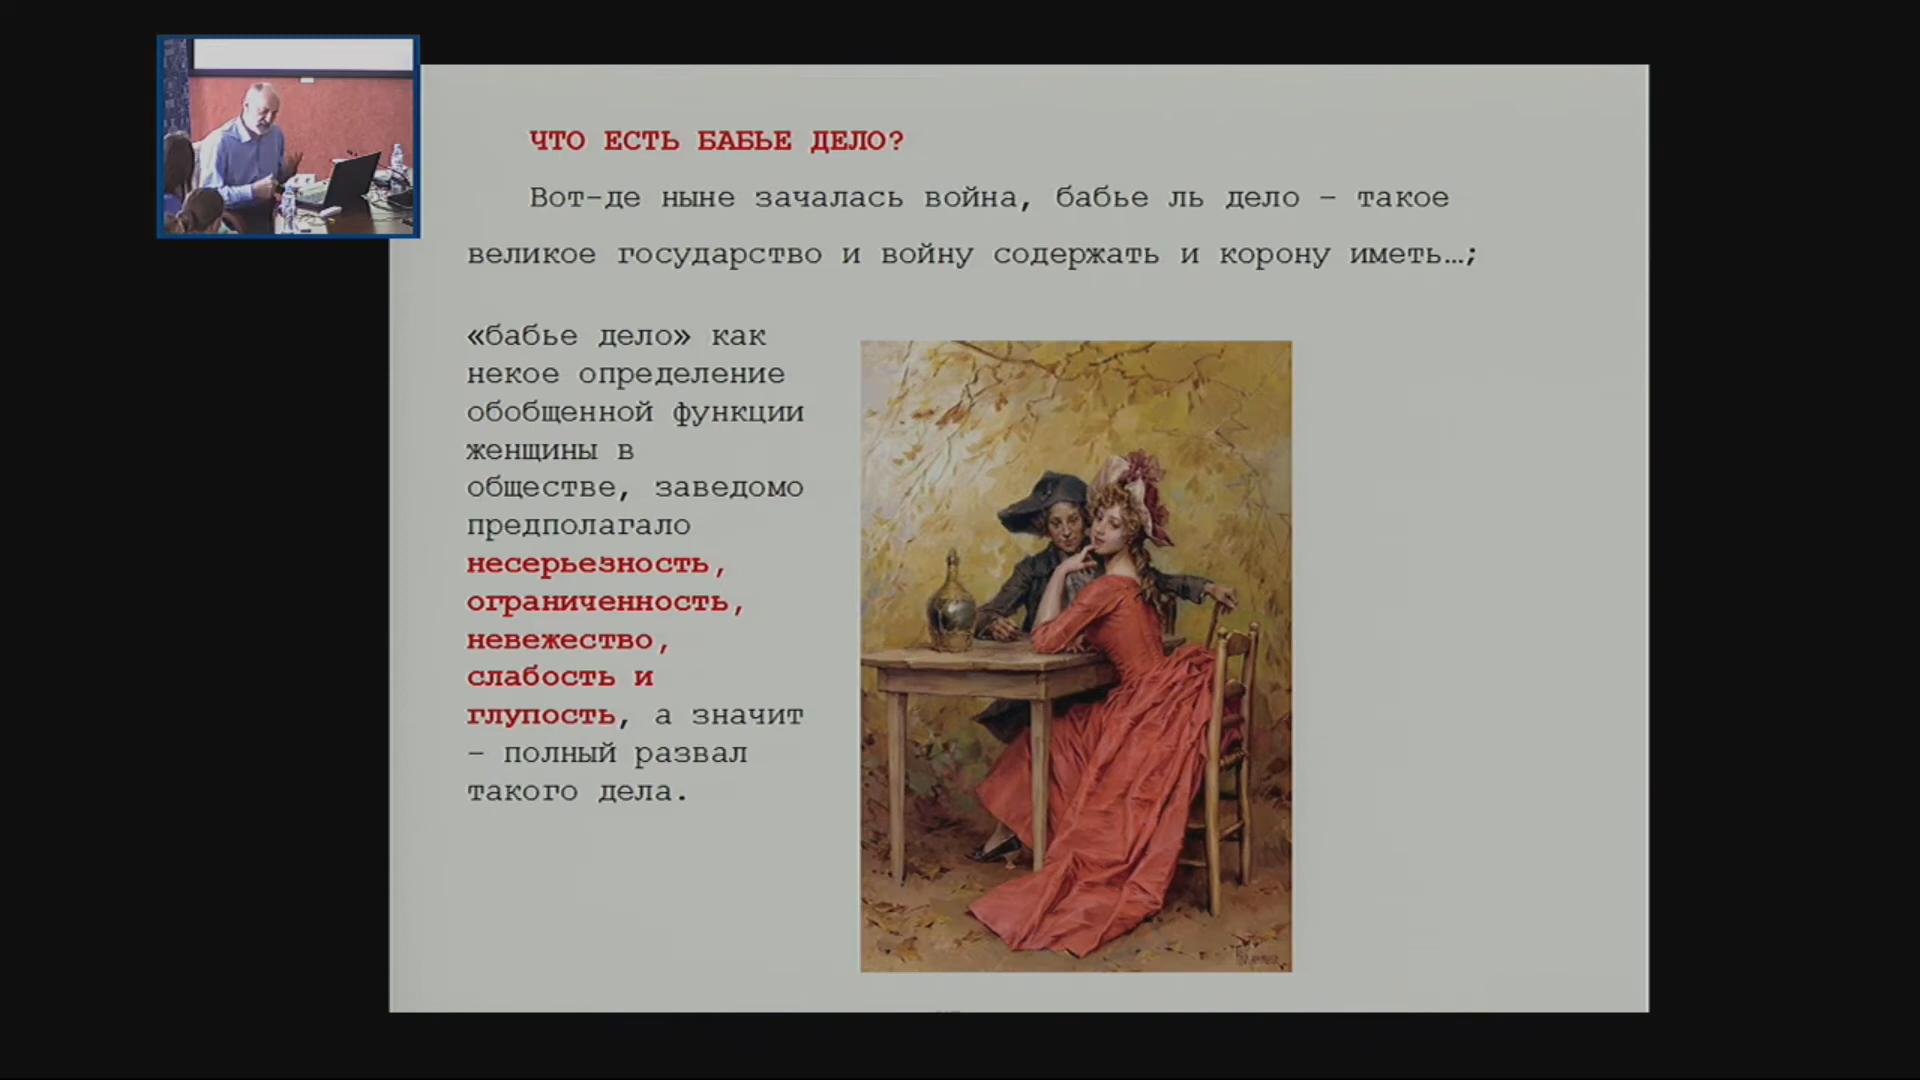 ЧТО ЕСТЬ БАБЬЕ ДЕЛО?
Вот-де ныне зачалась война, бабье ль дело – такое
великое государство и войну содержать и корону иметь…;
«бабье дело» как
некое определение
обобщенной функции
женщины в
обществе, заведомо
предполагало
несерьезность,
ограниченность,
невежество,
слабость и
глупость, а значит
– полный развал
такого дела.